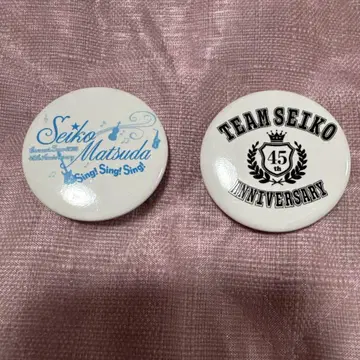 Seiko
Matsuda
Sing! Sing! Sing!
TEAM SEIKO
45
th
ANNIVERSARY